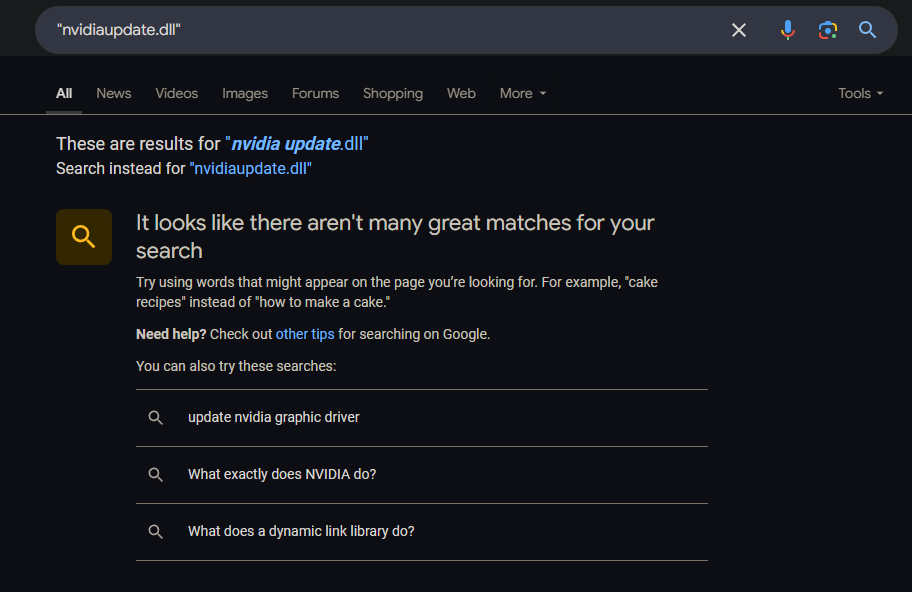 "nvidiaupdate.dll"
All News Videos Images Forums Shopping Web More Tools
These are results for "nvidia update.dll"
Search instead for "nvidiaupdate.dll"
It looks like there aren't many great matches for your
search
Try using words that might appear on the page you’re looking for. For example, "cake
recipes" instead of "how to make a cake."
Need help? Check out other tips for searching on Google.
You can also try these searches:
update nvidia graphic driver
What exactly does NVIDIA do?
What does a dynamic link library do?